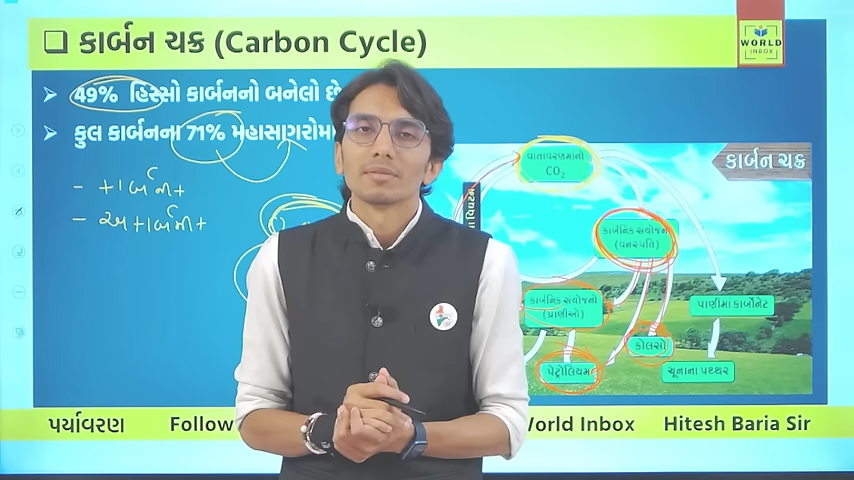 ❑ કાર્બન ચક્ર (Carbon Cycle)
WORLD
INBOX
➤ 49% હિસ્સો કાર્બનનો બનેલો છે
➤ કુલ કાર્બનના 71% મહાસાગરોમાં
- કાર્બનિક
- અકાર્બનિક
કાર્બન ચક્ર
વાતાવરણમાનો
CO₂
વિઘટન
કાર્બનિક સંયોજન
(વનસ્પતિ)
કાર્બનિક સંયોજનો
(પ્રાણીઓ)
પાણીમાં કાર્બોનેટ
કોલસો
પેટ્રોલિયમ
ચૂનાના પથ્થર
પર્યાવરણ Follow World Inbox Hitesh Baria Sir